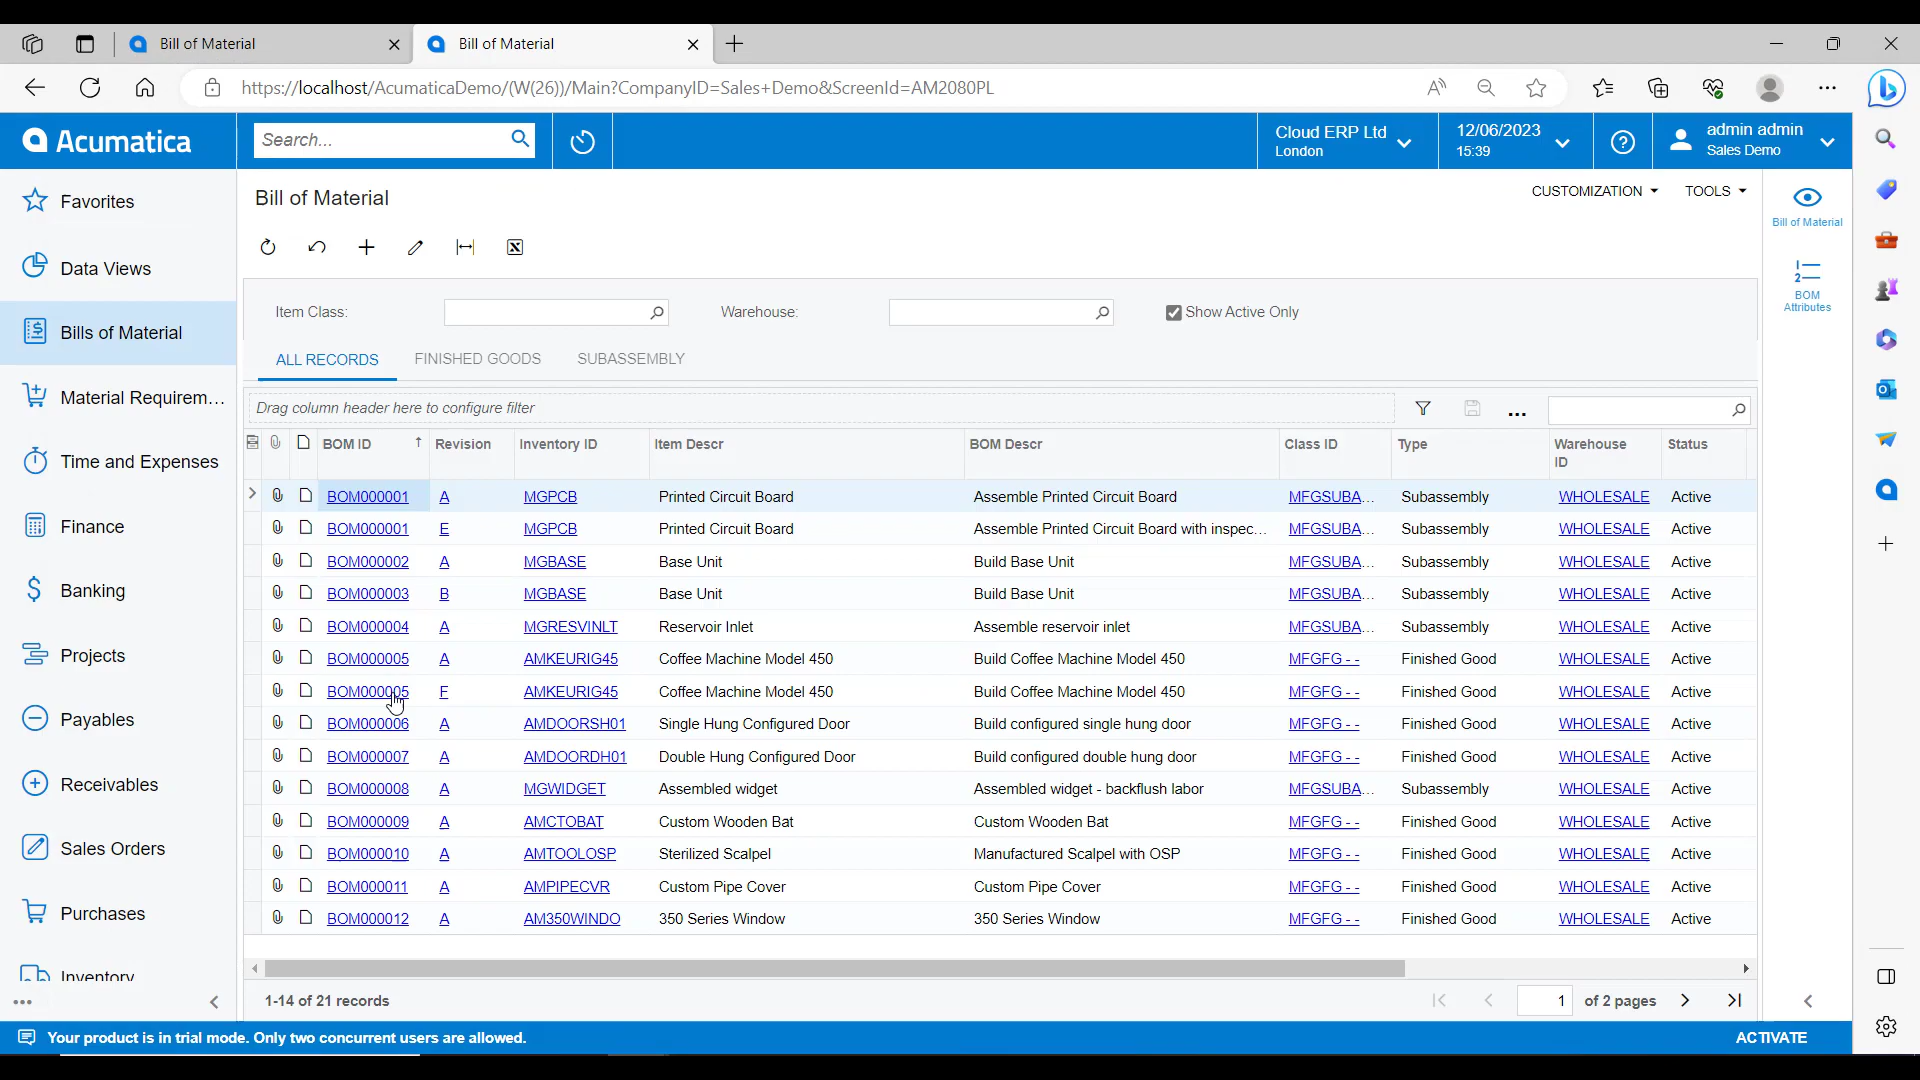 Bill of Material
Bill of Material
https://localhost/AcumaticaDemo/(W(26))/Main?CompanyID=Sales+Demo&ScreenId=AM2080PL
Acumatica
Search...
Cloud ERP Ltd
London
12/06/2023
15:39
admin admin
Sales Demo
Favorites
Data Views
Bills of Material
Material Requirem...
Time and Expenses
Finance
Banking
Projects
Payables
Receivables
Sales Orders
Purchases
Inventory
Bill of Material
CUSTOMIZATION TOOLS
Bill of Material
BOM
Attributes
Item Class: Warehouse: Show Active Only
ALL RECORDS FINISHED GOODS SUBASSEMBLY
Drag column header here to configure filter
BOM ID Revision Inventory ID Item Descr BOM Descr Class ID Type Warehouse ID Status
BOM000001 A MGPCB Printed Circuit Board Assemble Printed Circuit Board MFGSUBA... Subassembly WHOLESALE Active
BOM000001 E MGPCB Printed Circuit Board Assemble Printed Circuit Board with inspec... MFGSUBA... Subassembly WHOLESALE Active
BOM000002 A MGBASE Base Unit Build Base Unit MFGSUBA... Subassembly WHOLESALE Active
BOM000003 B MGBASE Base Unit Build Base Unit MFGSUBA... Subassembly WHOLESALE Active
BOM000004 A MGRESVINLT Reservoir Inlet Assemble reservoir inlet MFGSUBA... Subassembly WHOLESALE Active
BOM000005 A AMKEURIG45 Coffee Machine Model 450 Build Coffee Machine Model 450 MFGFG - - Finished Good WHOLESALE Active
BOM000005 F AMKEURIG45 Coffee Machine Model 450 Build Coffee Machine Model 450 MFGFG - - Finished Good WHOLESALE Active
BOM000006 A AMDOORSH01 Single Hung Configured Door Build configured single hung door MFGFG - - Finished Good WHOLESALE Active
BOM000007 A AMDOORDH01 Double Hung Configured Door Build configured double hung door MFGFG - - Finished Good WHOLESALE Active
BOM000008 A MGWIDGET Assembled widget Assembled widget - backflush labor MFGSUBA... Subassembly WHOLESALE Active
BOM000009 A AMCTOBAT Custom Wooden Bat Custom Wooden Bat MFGFG - - Finished Good WHOLESALE Active
BOM000010 A AMTOOLOSP Sterilized Scalpel Manufactured Scalpel with OSP MFGFG - - Finished Good WHOLESALE Active
BOM000011 A AMPIPECVR Custom Pipe Cover Custom Pipe Cover MFGFG - - Finished Good WHOLESALE Active
BOM000012 A AM350WINDO 350 Series Window 350 Series Window MFGFG - - Finished Good WHOLESALE Active
1-14 of 21 records 1 of 2 pages
Your product is in trial mode. Only two concurrent users are allowed. ACTIVATE